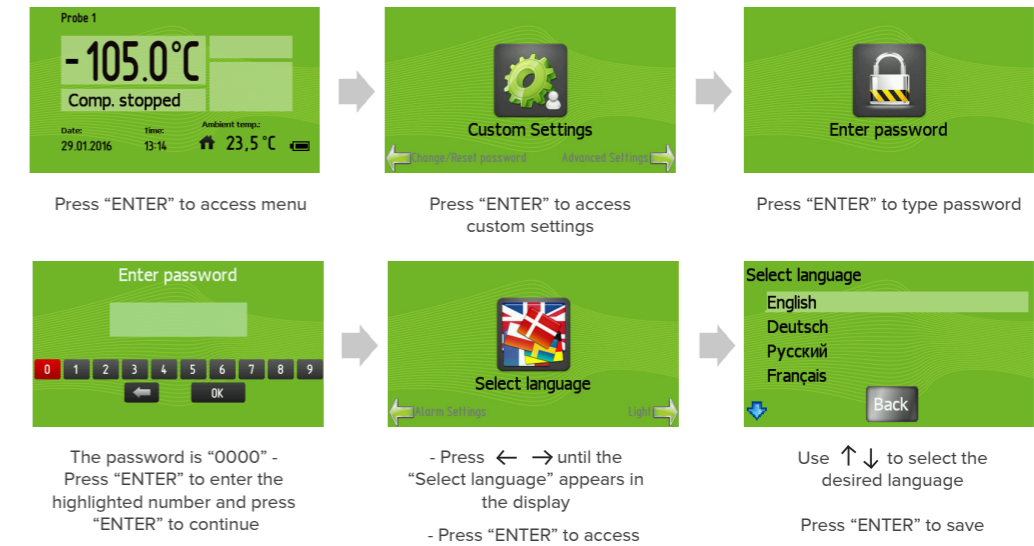 Probe 1
- 105.0°C
Comp. stopped
Date:
Time:
Ambient temp.:
29.01.2016
13:14
23,5 °C
Custom Settings
Change/Reset password
Advanced Settings
Enter password
Press “ENTER” to access menu
Press “ENTER” to access
custom settings
Press “ENTER” to type password
Enter password
0 1 2 3 4 5 6 7 8 9
OK
Select language
Alarm Settings
Light
Select language
English
Deutsch
Русский
Français
Back
The password is “0000” -
Press “ENTER” to enter the
highlighted number and press
“ENTER” to continue
- Press ← → until the
“Select language” appears in
the display
- Press “ENTER” to access
Use ↑ ↓ to select the
desired language
Press “ENTER” to save